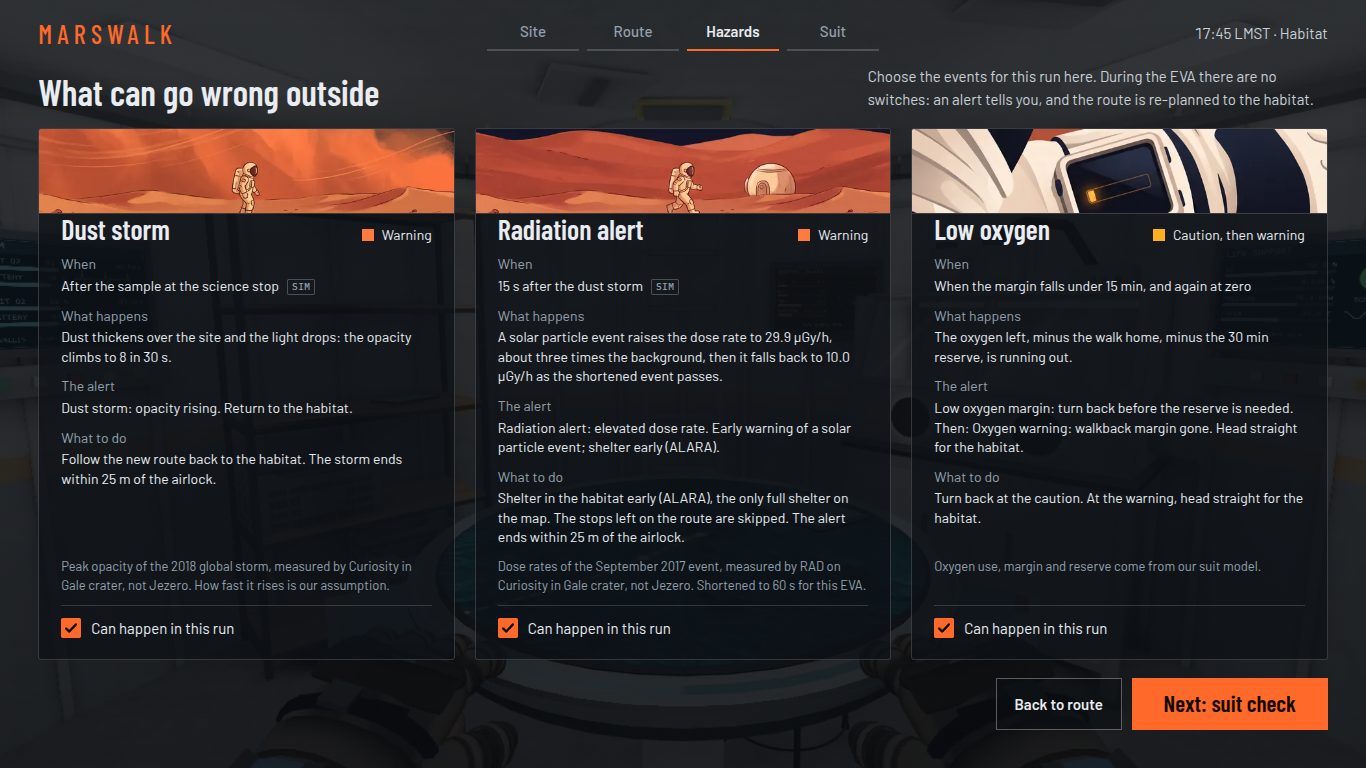 MARSWALK
Site
Route
Hazards
Suit
17:45 LMST · Habitat
What can go wrong outside
Choose the events for this run here. During the EVA there are no
switches: an alert tells you, and the route is re-planned to the habitat.
Dust storm
Warning
When
After the sample at the science stop SIM
What happens
Dust thickens over the site and the light drops: the opacity
climbs to 8 in 30 s.
The alert
Dust storm: opacity rising. Return to the habitat.
What to do
Follow the new route back to the habitat. The storm ends
within 25 m of the airlock.
Peak opacity of the 2018 global storm, measured by Curiosity in
Gale crater, not Jezero. How fast it rises is our assumption.
Can happen in this run
Radiation alert
Warning
When
15 s after the dust storm SIM
What happens
A solar particle event raises the dose rate to 29.9 µGy/h,
about three times the background, then it falls back to 10.0
µGy/h as the shortened event passes.
The alert
Radiation alert: elevated dose rate. Early warning of a solar
particle event; shelter early (ALARA).
What to do
Shelter in the habitat early (ALARA), the only full shelter on
the map. The stops left on the route are skipped. The alert
ends within 25 m of the airlock.
Dose rates of the September 2017 event, measured by RAD on
Curiosity in Gale crater, not Jezero. Shortened to 60 s for this EVA.
Can happen in this run
Low oxygen
Caution, then warning
When
When the margin falls under 15 min, and again at zero
What happens
The oxygen left, minus the walk home, minus the 30 min
reserve, is running out.
The alert
Low oxygen margin: turn back before the reserve is needed.
Then: Oxygen warning: walkback margin gone. Head straight
for the habitat.
What to do
Turn back at the caution. At the warning, head straight for the
habitat.
Oxygen use, margin and reserve come from our suit model.
Can happen in this run
Back to route
Next: suit check